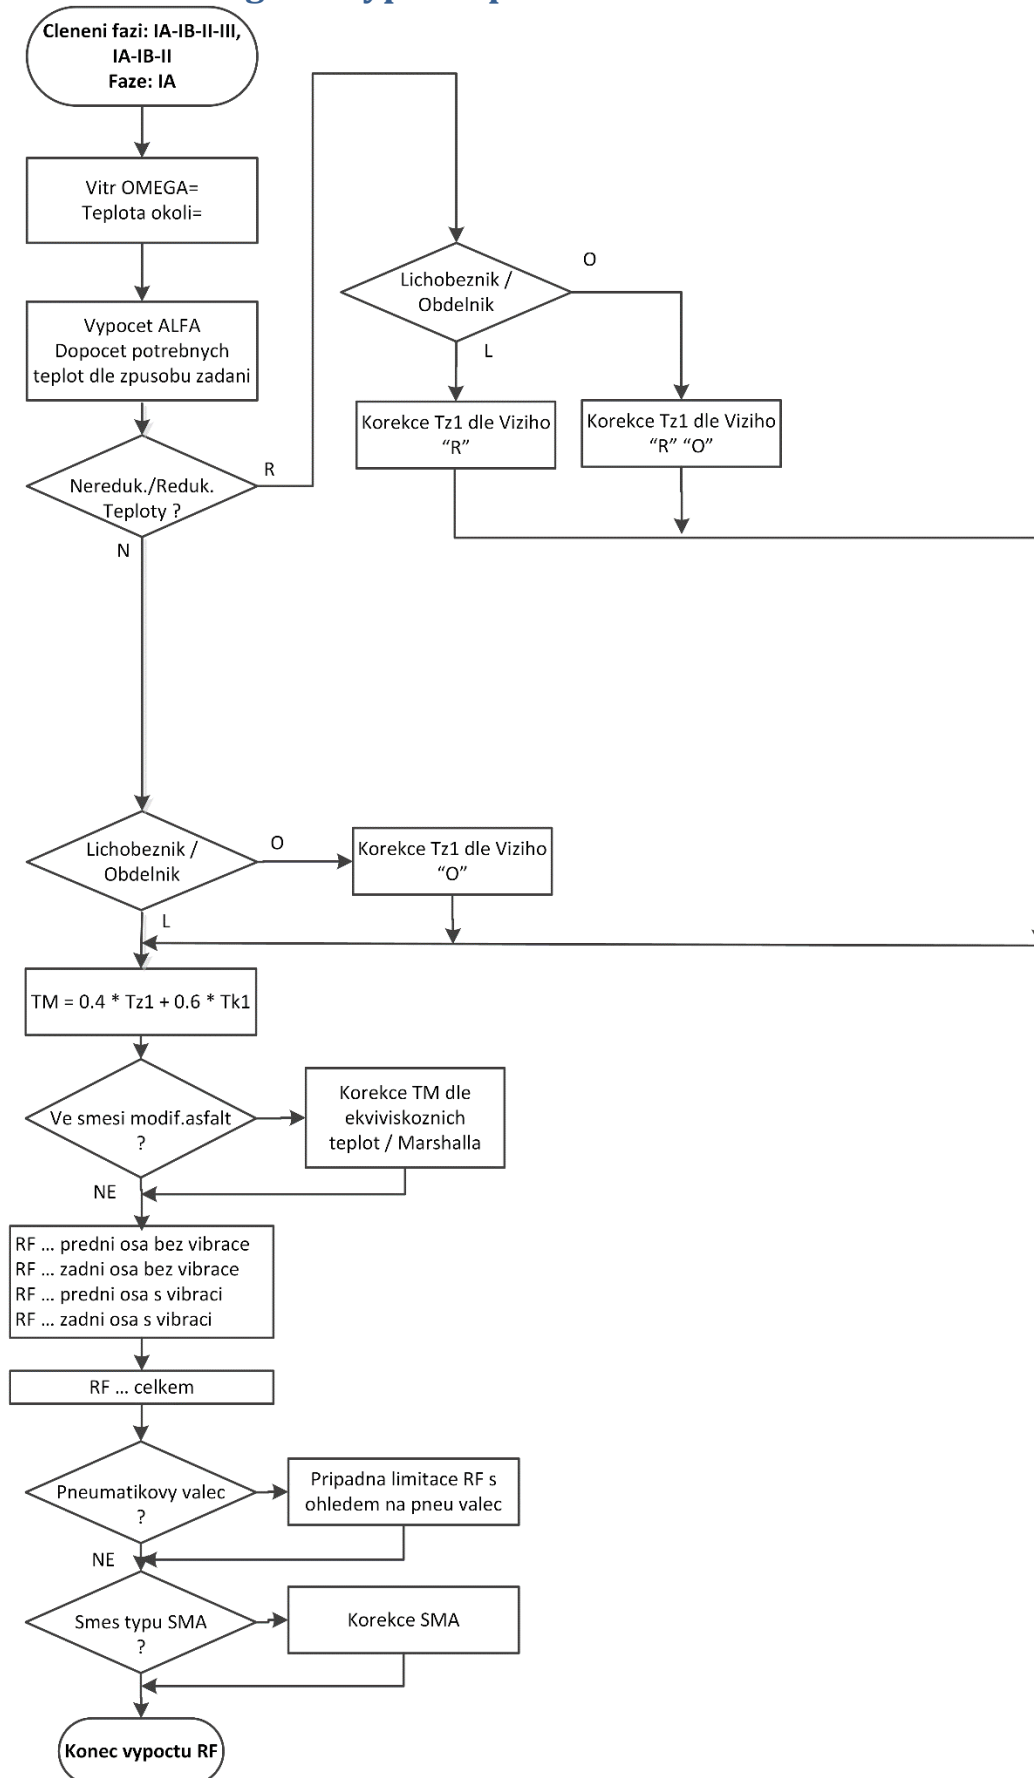 Cleneni fazi: IA-IB-II-III,
IA-IB-II
Faze: IA
Vitr OMEGA=
Teplota okoli=
Vypocet ALFA
Dopocet potrebnych
teplot dle zpusobu zadani
Nereduk./Reduk.
Teploty ?
R
N
Lichobeznik /
Obdelnik
O
L
Korekce Tz1 dle Viziho
“R”
Korekce Tz1 dle Viziho
“R” “O”
Lichobeznik /
Obdelnik
O
L
Korekce Tz1 dle Viziho
“O”
TM = 0.4 * Tz1 + 0.6 * Tk1
Ve smesi modif.asfalt
?
NE
Korekce TM dle
ekviviskoznich
teplot / Marshalla
RF ... predni osa bez vibrace
RF ... zadni osa bez vibrace
RF ... predni osa s vibraci
RF ... zadni osa s vibraci
RF ... celkem
Pneumatikovy valec
?
NE
Pripadna limitace RF s
ohledem na pneu valec
Smes typu SMA
?
Korekce SMA
Konec vypoctu RF